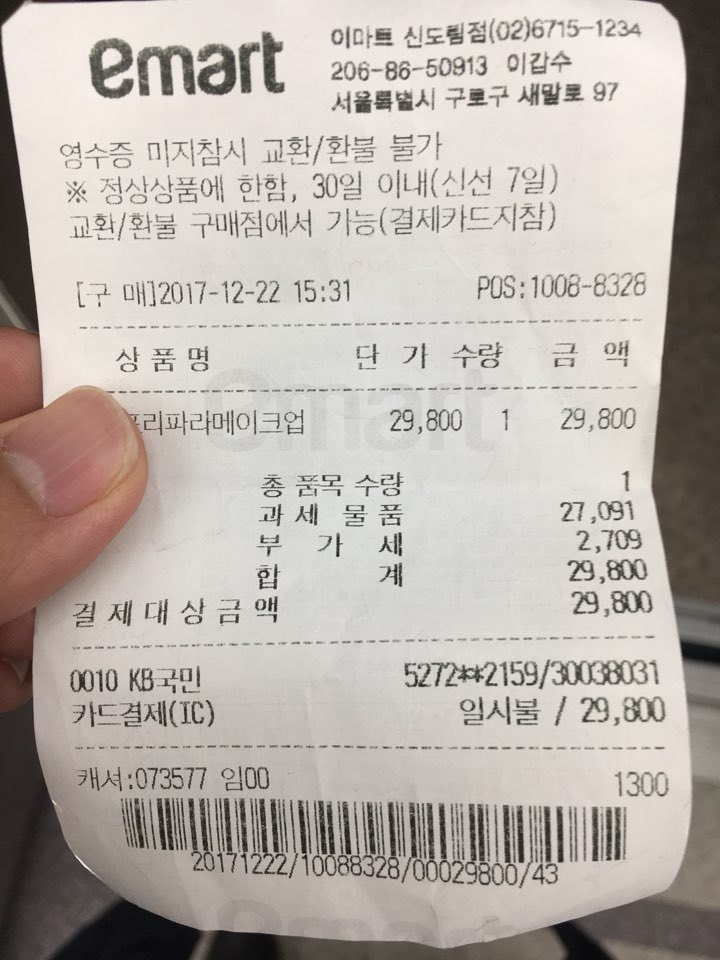 emart
이마트 신도림점(02)6715-1234
206-86-50913 이갑수
서울특별시 구로구 새말로 97
영수증 미지참시 교환/환불 불가
※ 정상상품에 한함, 30일 이내(신선 7일)
교환/환불 구매점에서 가능(결제카드지참)
[구 매]2017-12-22 15:31 POS:1008-8328
상 품 명 단 가 수량 금 액
프리파라메이크업 29,800 1 29,800
총 품목 수량 1
과 세 물 품 27,091
부 가 세 2,709
합 계 29,800
결 제 대 상 금 액 29,800
0010 KB국민 5272**2159/30038031
카드결제(IC) 일시불 / 29,800
캐셔:073577 임00 1300
20171222/10088328/00029800/43